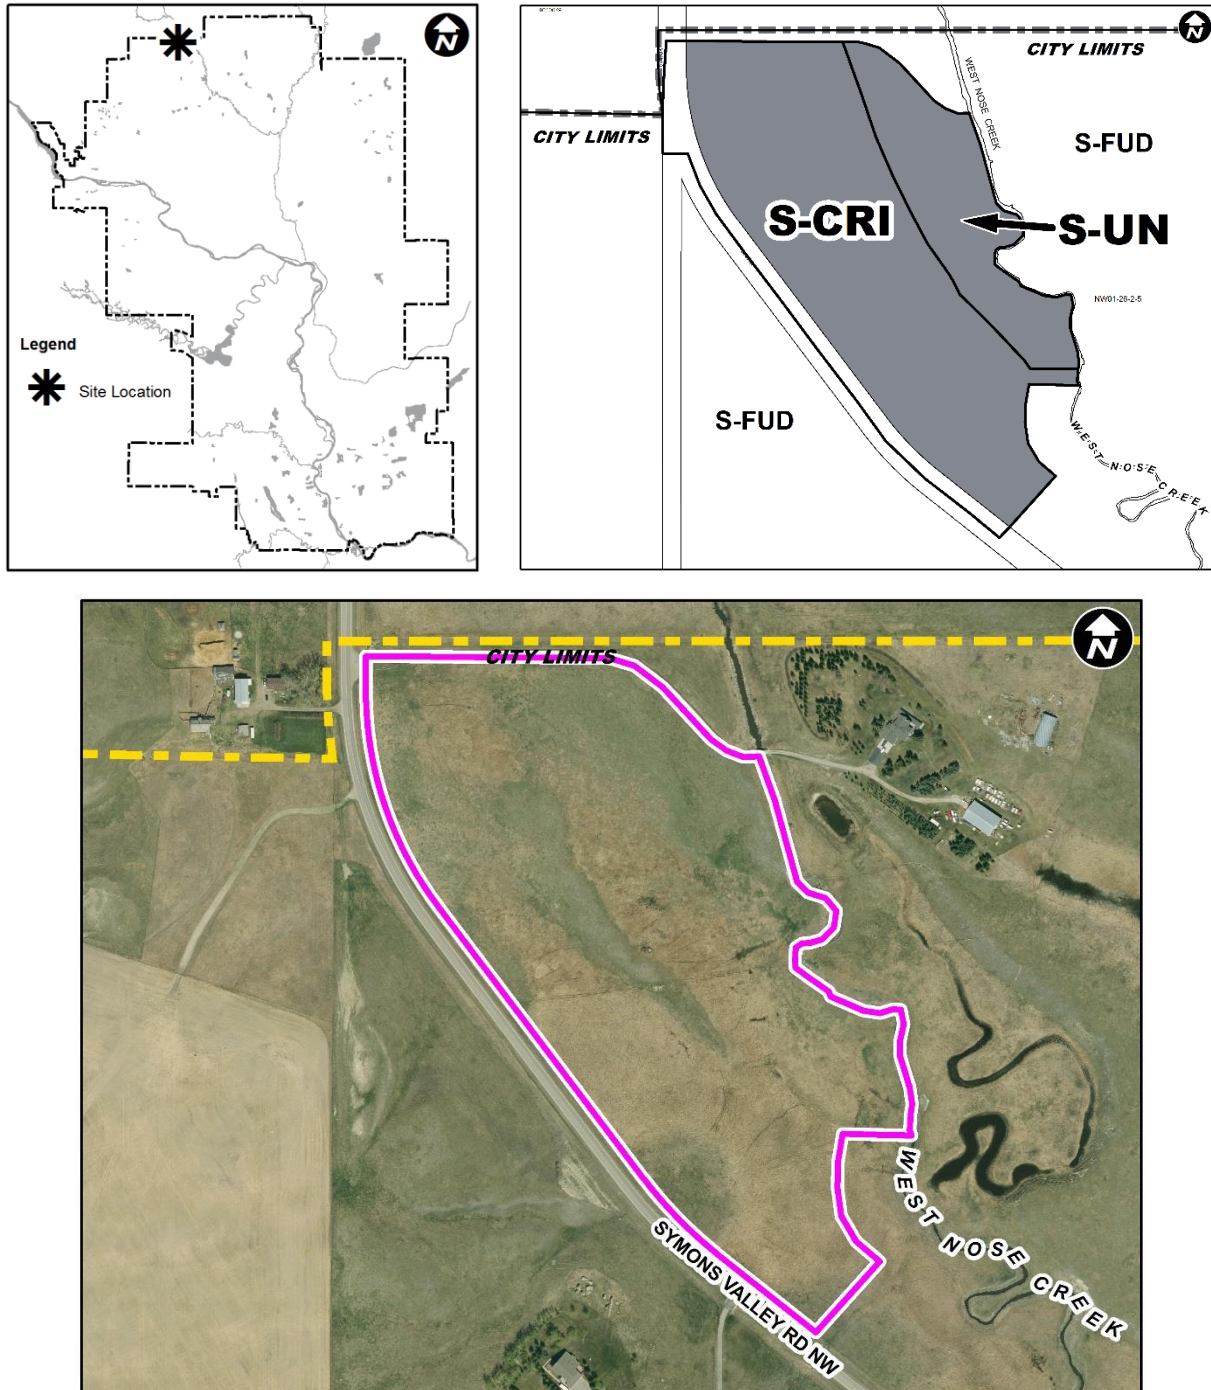 N
Legend
Site Location
N
CITY LIMITS
CITY LIMITS
WEST NOSE CREEK
S-FUD
S-CRI
S-UN
NW01-26-2-5
S-FUD
WEST NOSE CREEK
N
CITY LIMITS
WEST NOSE CREEK
SYMONS VALLEY RD NW